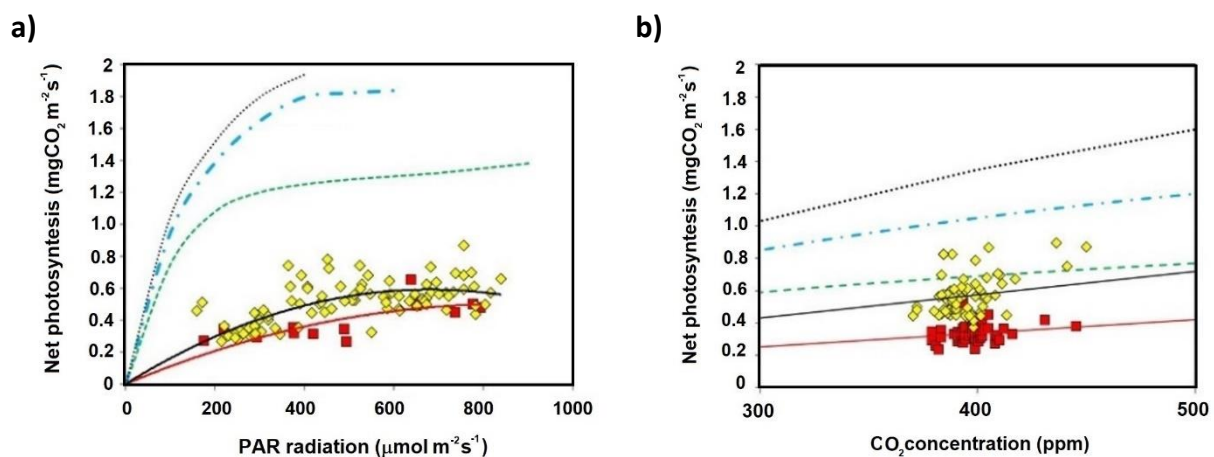 a)
2
1.8
1.6
1.4
1.2
1.0
0.8
0.6
0.4
0.2
0
0 200 400 600 800 1000
Net photosyntesis (mgCO2 m-2s-1)
PAR radiation (μmol m-2s-1)
b)
2
1.8
1.6
1.4
1.2
1.0
0.8
0.6
0.4
0.2
0
300 400 500
Net photosyntesis (mgCO2 m-2s-1)
CO2concentration (ppm)